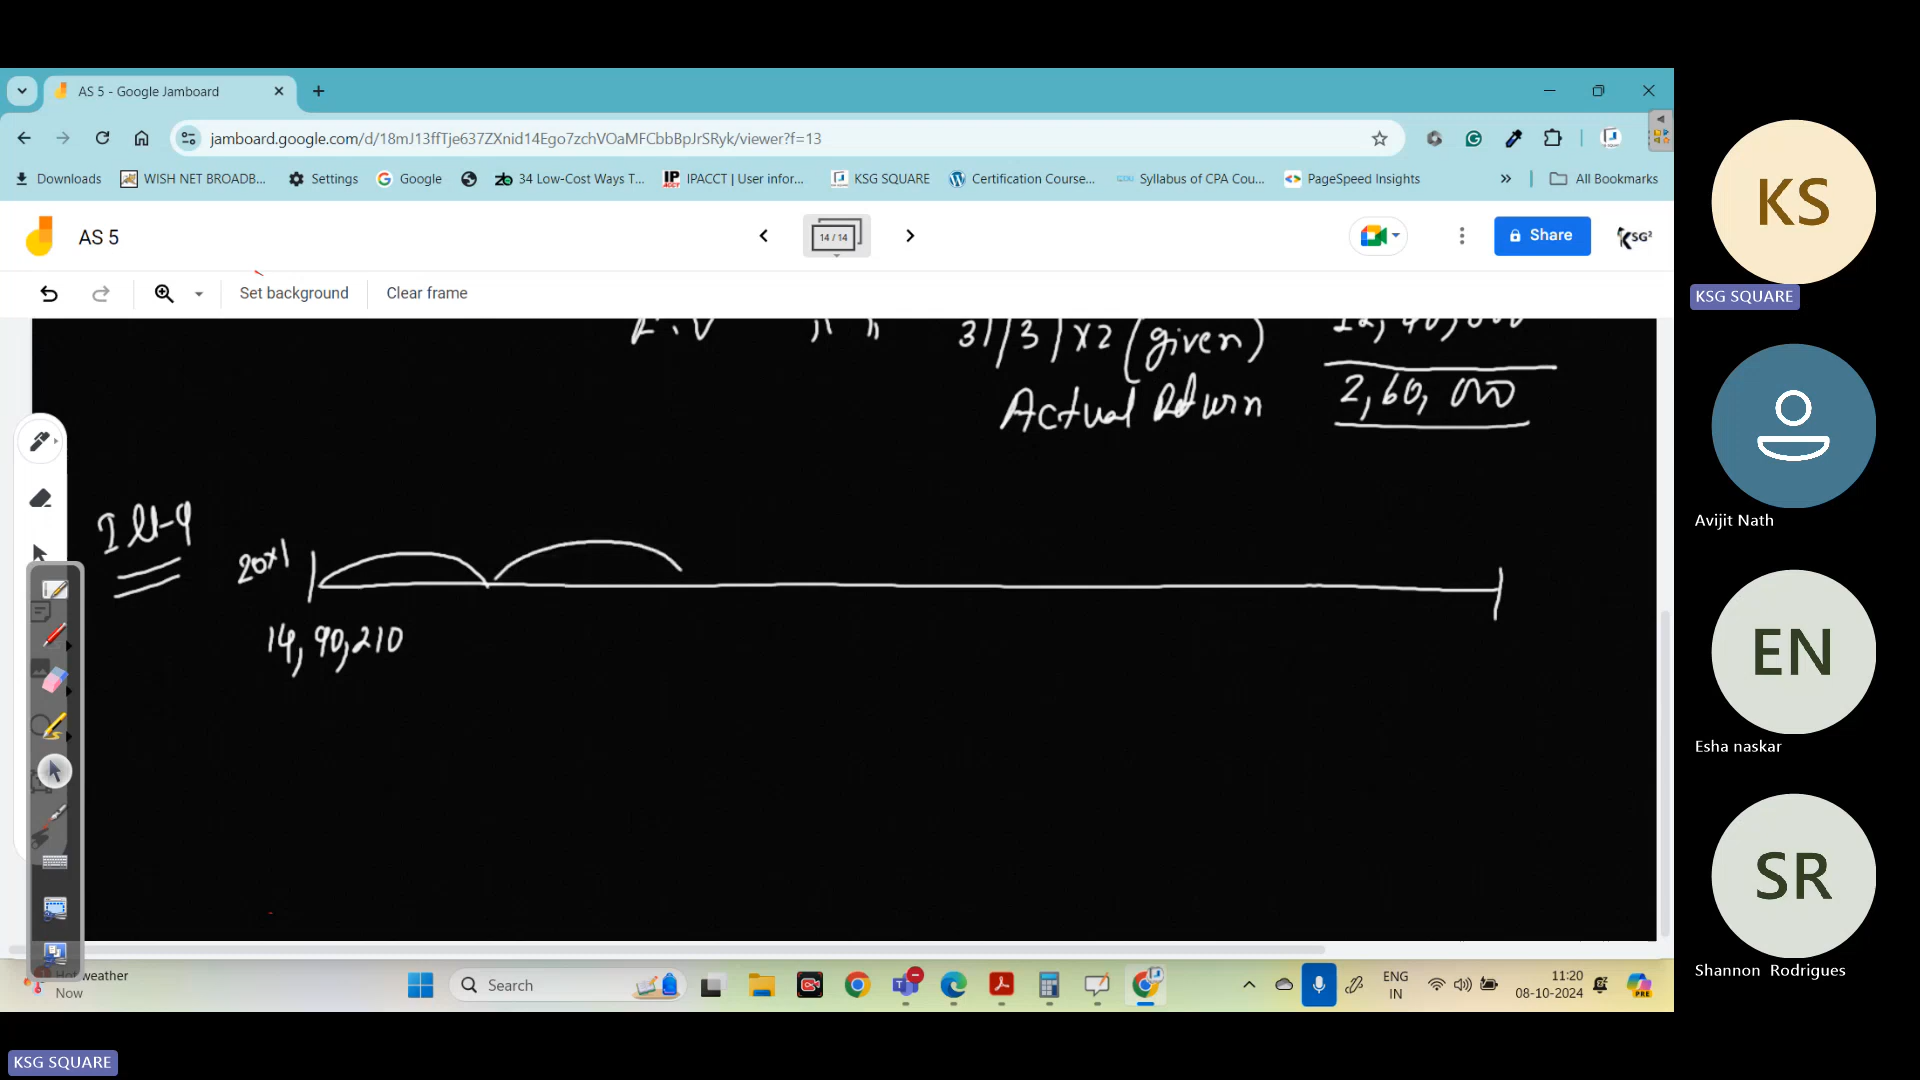 AS 5 - Google Jamboard
jamboard.google.com/d/18mJ13ffTje637ZXnid14Ego7zchVOaMFCbbBpJrSRyk/viewer?f=13
Downloads WISH NET BROADB... Settings Google 34 Low-Cost Ways T... IPACCT | User infor... KSG SQUARE Certification Course... Syllabus of CPA Cou... PageSpeed Insights All Bookmarks
AS 5
14 / 14
Share
KSG²
Set background Clear frame
F.V " " 31/3/x2 (given)
Actual Return 2,60,000
Ill-9
20x1
14,90,210
KS
KSG SQUARE
Avijit Nath
EN
Esha naskar
SR
Shannon Rodrigues
Hot weather
Now
Search
ENG
IN
11:20
08-10-2024
PRE
KSG SQUARE